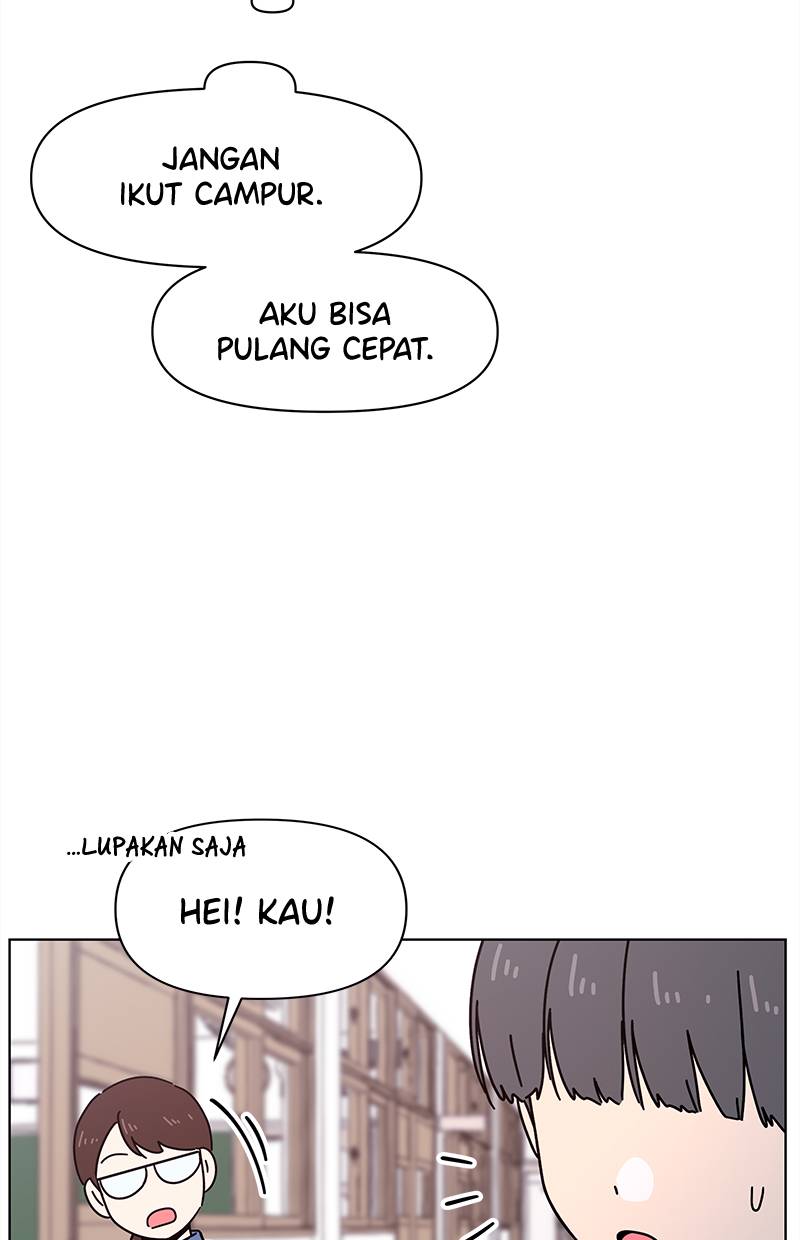 JANGAN
IKUT CAMPUR.
AKU BISA
PULANG CEPAT.
...LUPAKAN SAJA
HEI! KAU!